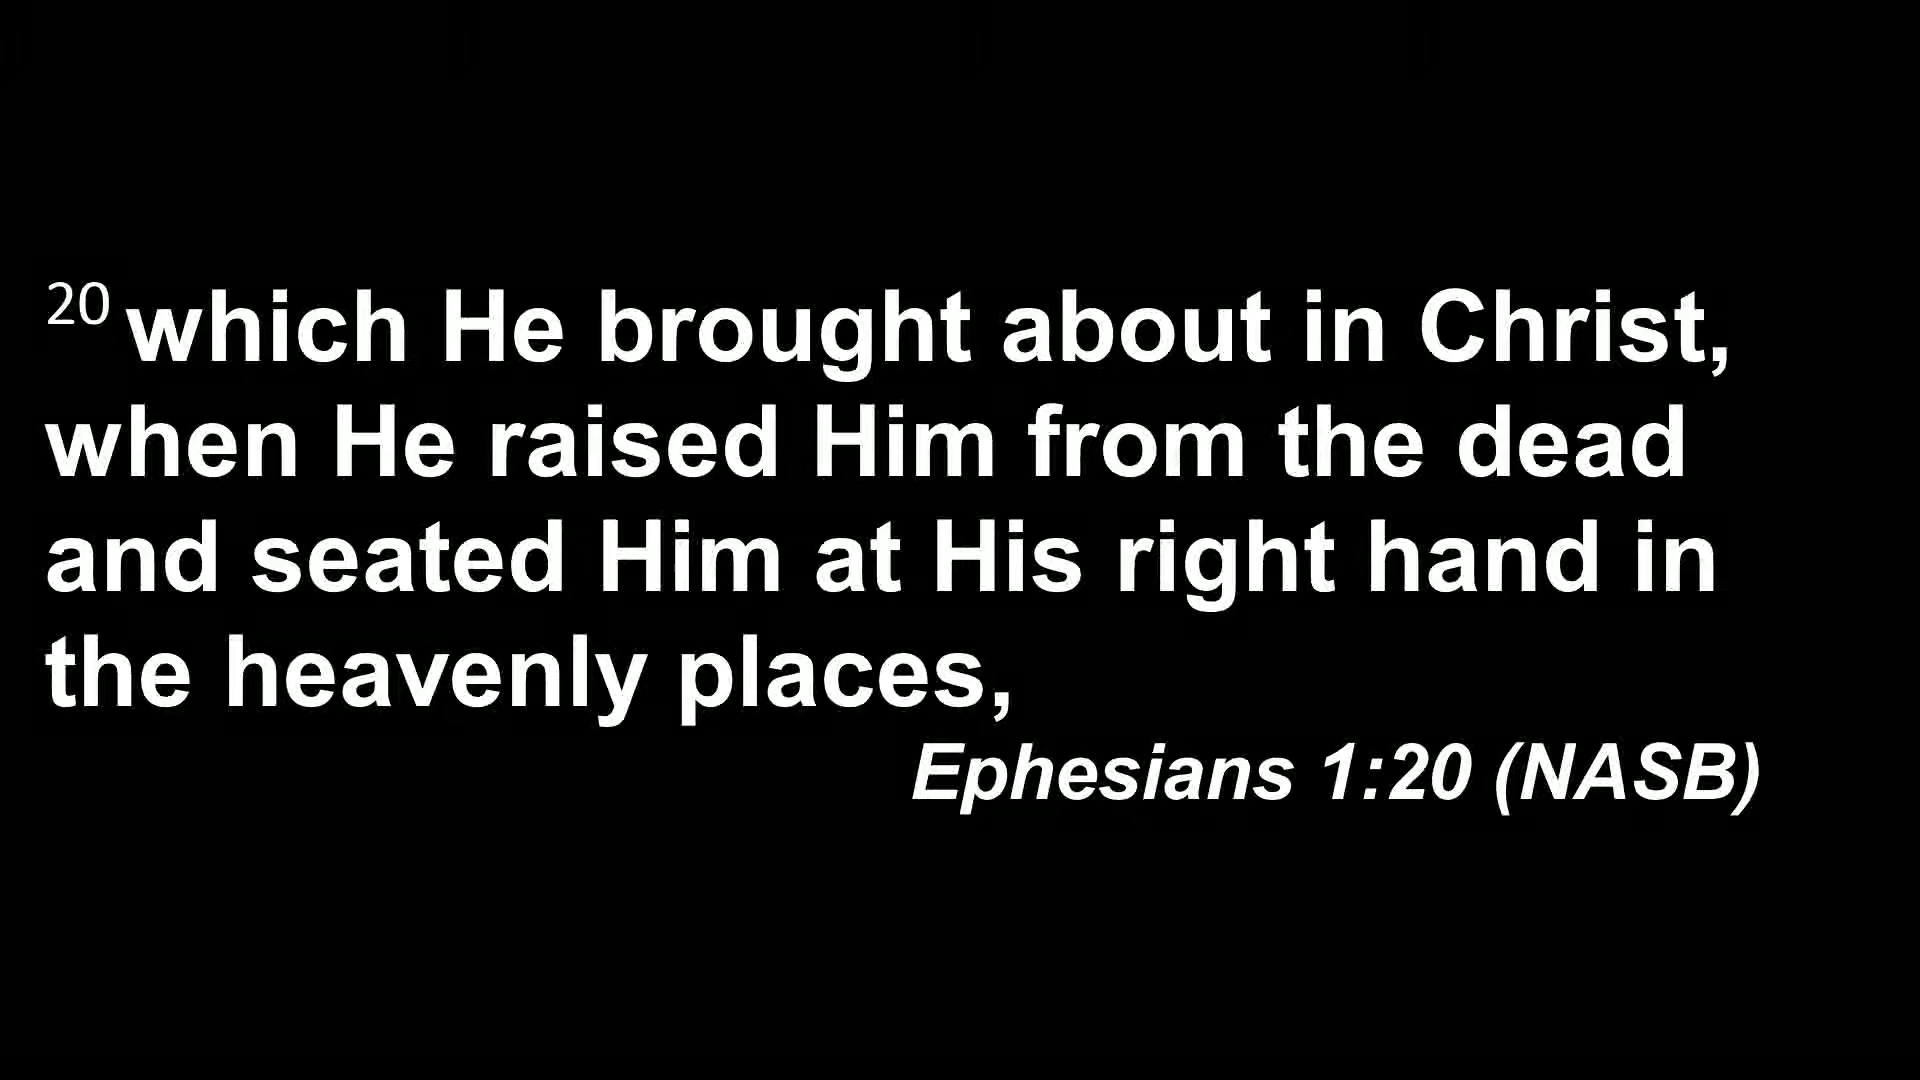 20 which He brought about in Christ,
when He raised Him from the dead
and seated Him at His right hand in
the heavenly places,
Ephesians 1:20 (NASB)